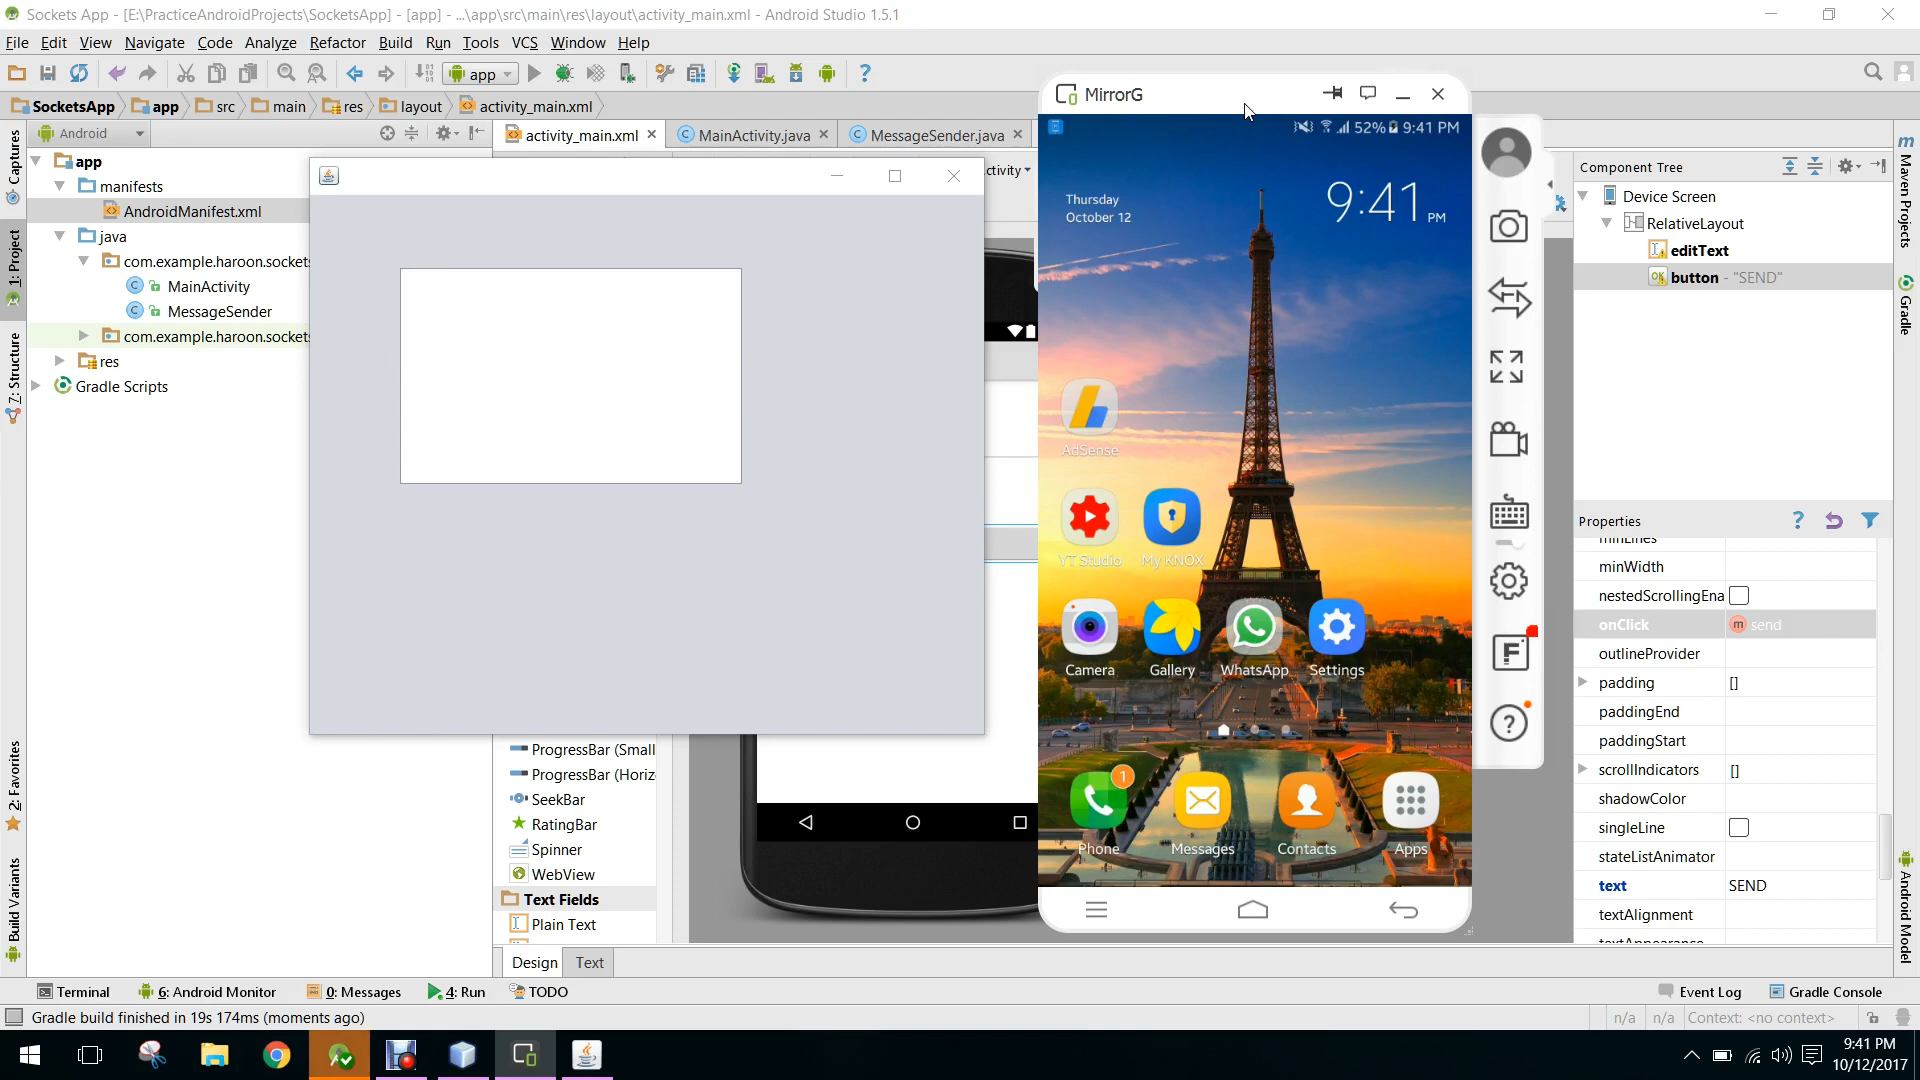 Sockets App - [E:\PracticeAndroidProjects\SocketsApp] - [app] - ...\app\src\main\res\layout\activity_main.xml - Android Studio 1.5.1
File Edit View Navigate Code Analyze Refactor Build Run Tools VCS Window Help
app
SocketsApp app src main res layout activity_main.xml
MirrorG
Android
activity_main.xml MainActivity.java MessageSender.java
52% 9:41 PM
Captures
1: Project
7: Structure
2: Favorites
Build Variants
app
manifests
AndroidManifest.xml
java
com.example.haroon.sockets
MainActivity
MessageSender
com.example.haroon.sockets
res
Gradle Scripts
ctivity
Thursday
October 12
9:41 PM
AdSense
YT Studio My KNOX
Camera Gallery WhatsApp Settings
1
Phone Messages Contacts Apps
ProgressBar (Small
ProgressBar (Horiz
SeekBar
RatingBar
Spinner
WebView
Text Fields
Plain Text
Design Text
Component Tree
Device Screen
RelativeLayout
editText
button - "SEND"
Properties
minLines
minWidth
nestedScrollingEna
onClick send
outlineProvider
padding []
paddingEnd
paddingStart
scrollIndicators []
shadowColor
singleLine
stateListAnimator
text SEND
textAlignment
textAppearance
Maven Projects
Gradle
Android Model
Terminal 6: Android Monitor 0: Messages 4: Run TODO
Event Log Gradle Console
Gradle build finished in 19s 174ms (moments ago)
n/a n/a Context: <no context>
9:41 PM
10/12/2017